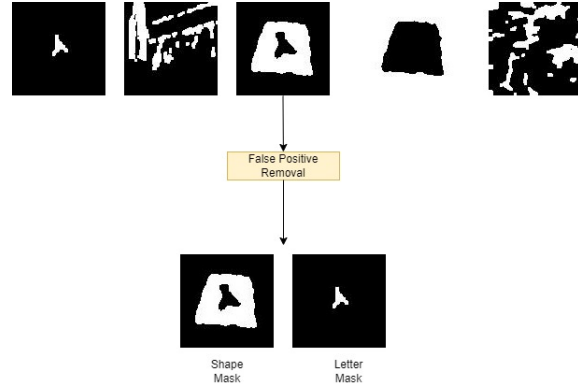 False Positive
Removal
Shape
Mask
Letter
Mask